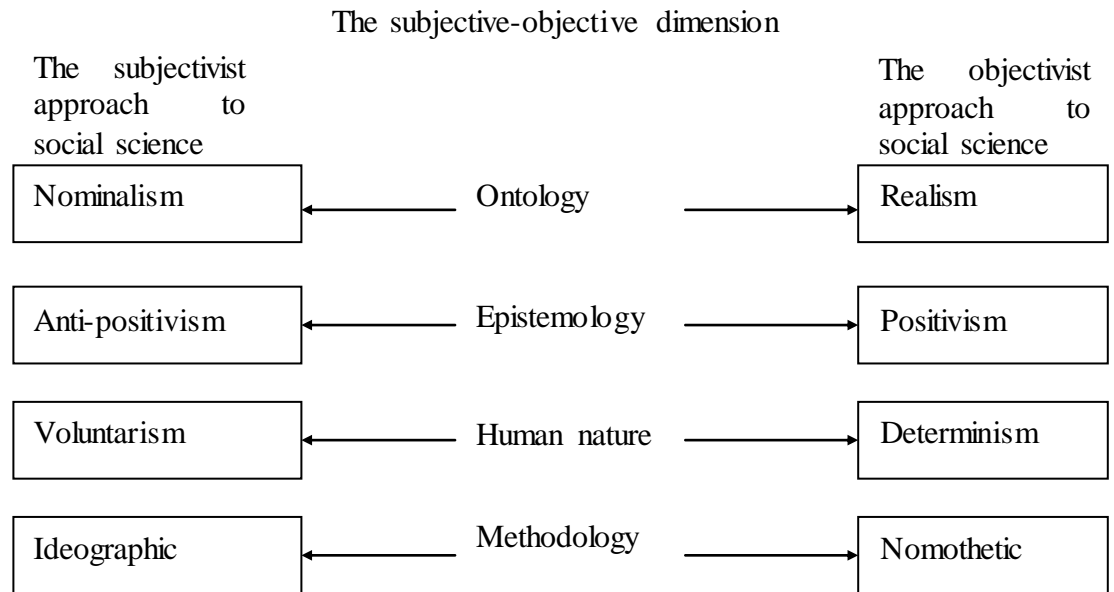 The subjective-objective dimension
The subjectivist
approach to
social science
The objectivist
approach to
social science
Nominalism
Ontology
Realism
Anti-positivism
Epistemology
Positivism
Voluntarism
Human nature
Determinism
Ideographic
Methodology
Nomothetic